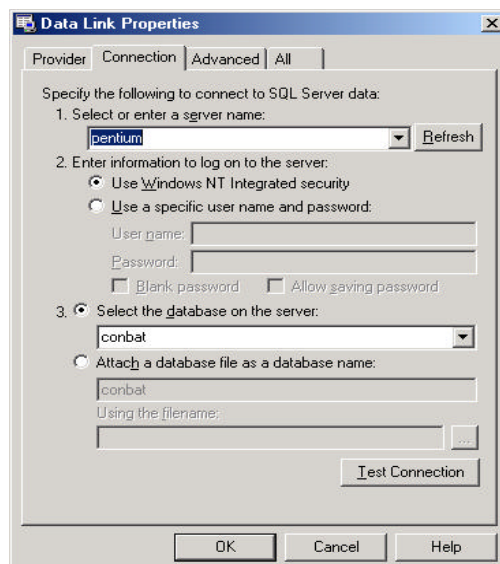 Data Link Properties
Provider Connection Advanced All
Specify the following to connect to SQL Server data:
1. Select or enter a server name:
pentium Refresh
2. Enter information to log on to the server:
Use Windows NT Integrated security
Use a specific user name and password:
User name:
Password:
Blank password Allow saving password
3. Select the database on the server:
conbat
Attach a database file as a database name:
conbat
Using the filename:
...
Test Connection
OK Cancel Help